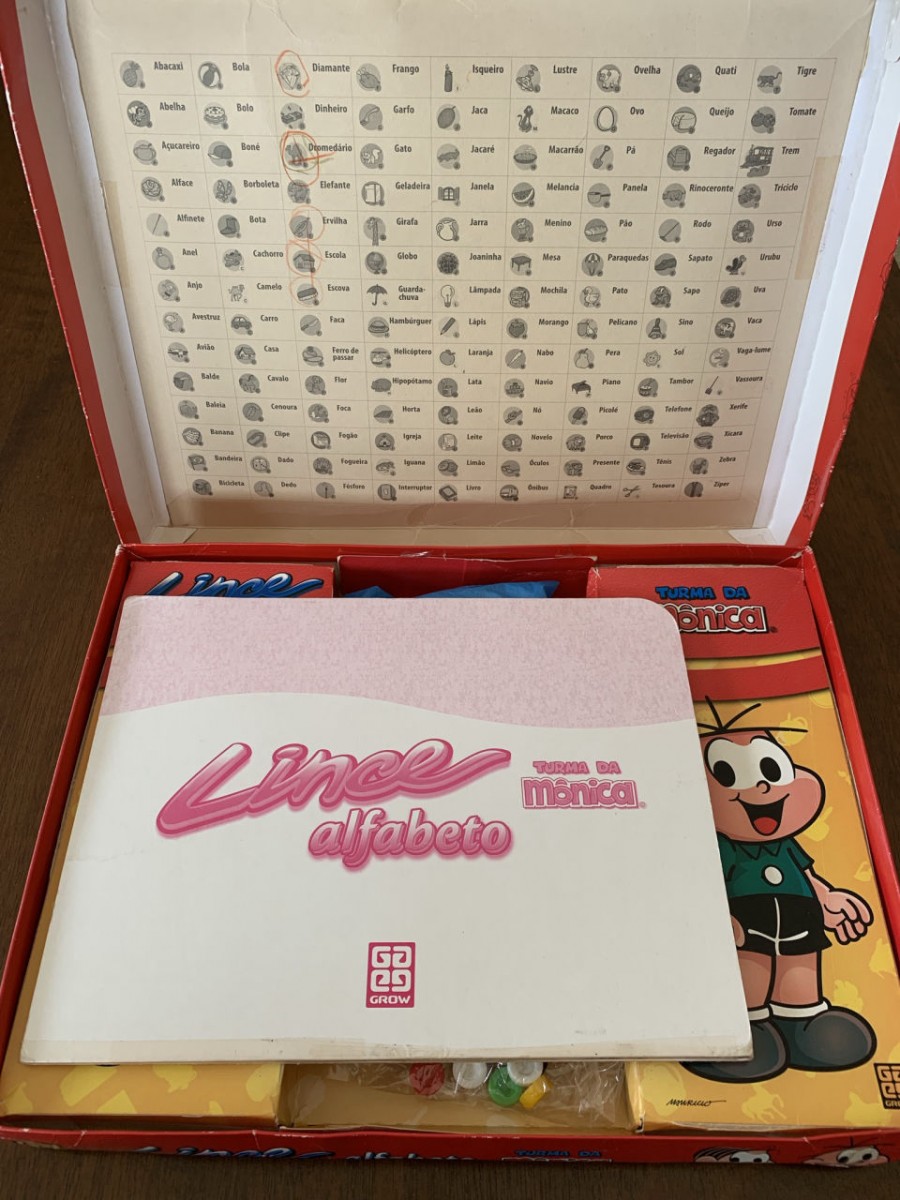 Abacaxi Bola Diamante Frango Isqueiro Lustre Ovelha Quati Tigre
Abelha Bolo Dinheiro Garfo Jaca Macaco Ovo Queijo Tomate
Açucareiro Boné Dromedário Gato Jacaré Macarrão Pá Regador Trem
Alface Borboleta Elefante Geladeira Janela Melancia Panela Rinoceronte Triciclo
Alfinete Bota Ervilha Girafa Jarra Menino Pão Rodo Urso
Anel Cachorro Escola Globo Joaninha Mesa Paraquedas Sapato Urubu
Anjo Camelo Escova Guarda-chuva Lâmpada Mochila Pato Sapo Uva
Avestruz Carro Faca Hambúrguer Lápis Morango Pelicano Sino Vaca
Avião Casa Ferro de passar Helicóptero Laranja Nabo Pera Sol Vaga-lume
Balde Cavalo Flor Hipopótamo Lata Navio Piano Tambor Vassoura
Baleia Cenoura Foca Horta Leão Nó Picolé Telefone Xerife
Banana Clipe Fogão Igreja Leite Novelo Porco Televisão Xícara
Bandeira Dado Fogueira Iguana Limão Óculos Presente Tênis Zebra
Bicicleta Dedo Fósforo Interruptor Livro Ônibus Quadro Tesoura Zíper
Lince
TURMA DA
Mônica
Lince
alfabeto
TURMA DA
Mônica
GROW
MAURICIO
Lince alfabeto TURMA DA